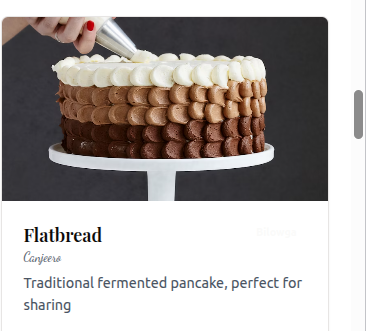 Flatbread
Canjeero
Traditional fermented pancake, perfect for
sharing